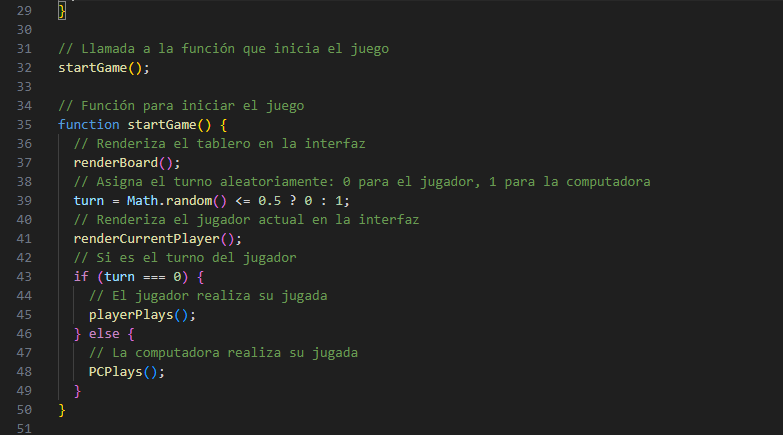 29 }
30
31 // Llamada a la función que inicia el juego
32 startGame();
33
34 // Función para iniciar el juego
35 function startGame() {
36   // Renderiza el tablero en la interfaz
37   renderBoard();
38   // Asigna el turno aleatoriamente: 0 para el jugador, 1 para la computadora
39   turn = Math.random() <= 0.5 ? 0 : 1;
40   // Renderiza el jugador actual en la interfaz
41   renderCurrentPlayer();
42   // Si es el turno del jugador
43   if (turn === 0) {
44     // El jugador realiza su jugada
45     playerPlays();
46   } else {
47     // La computadora realiza su jugada
48     PCPlays();
49   }
50 }
51